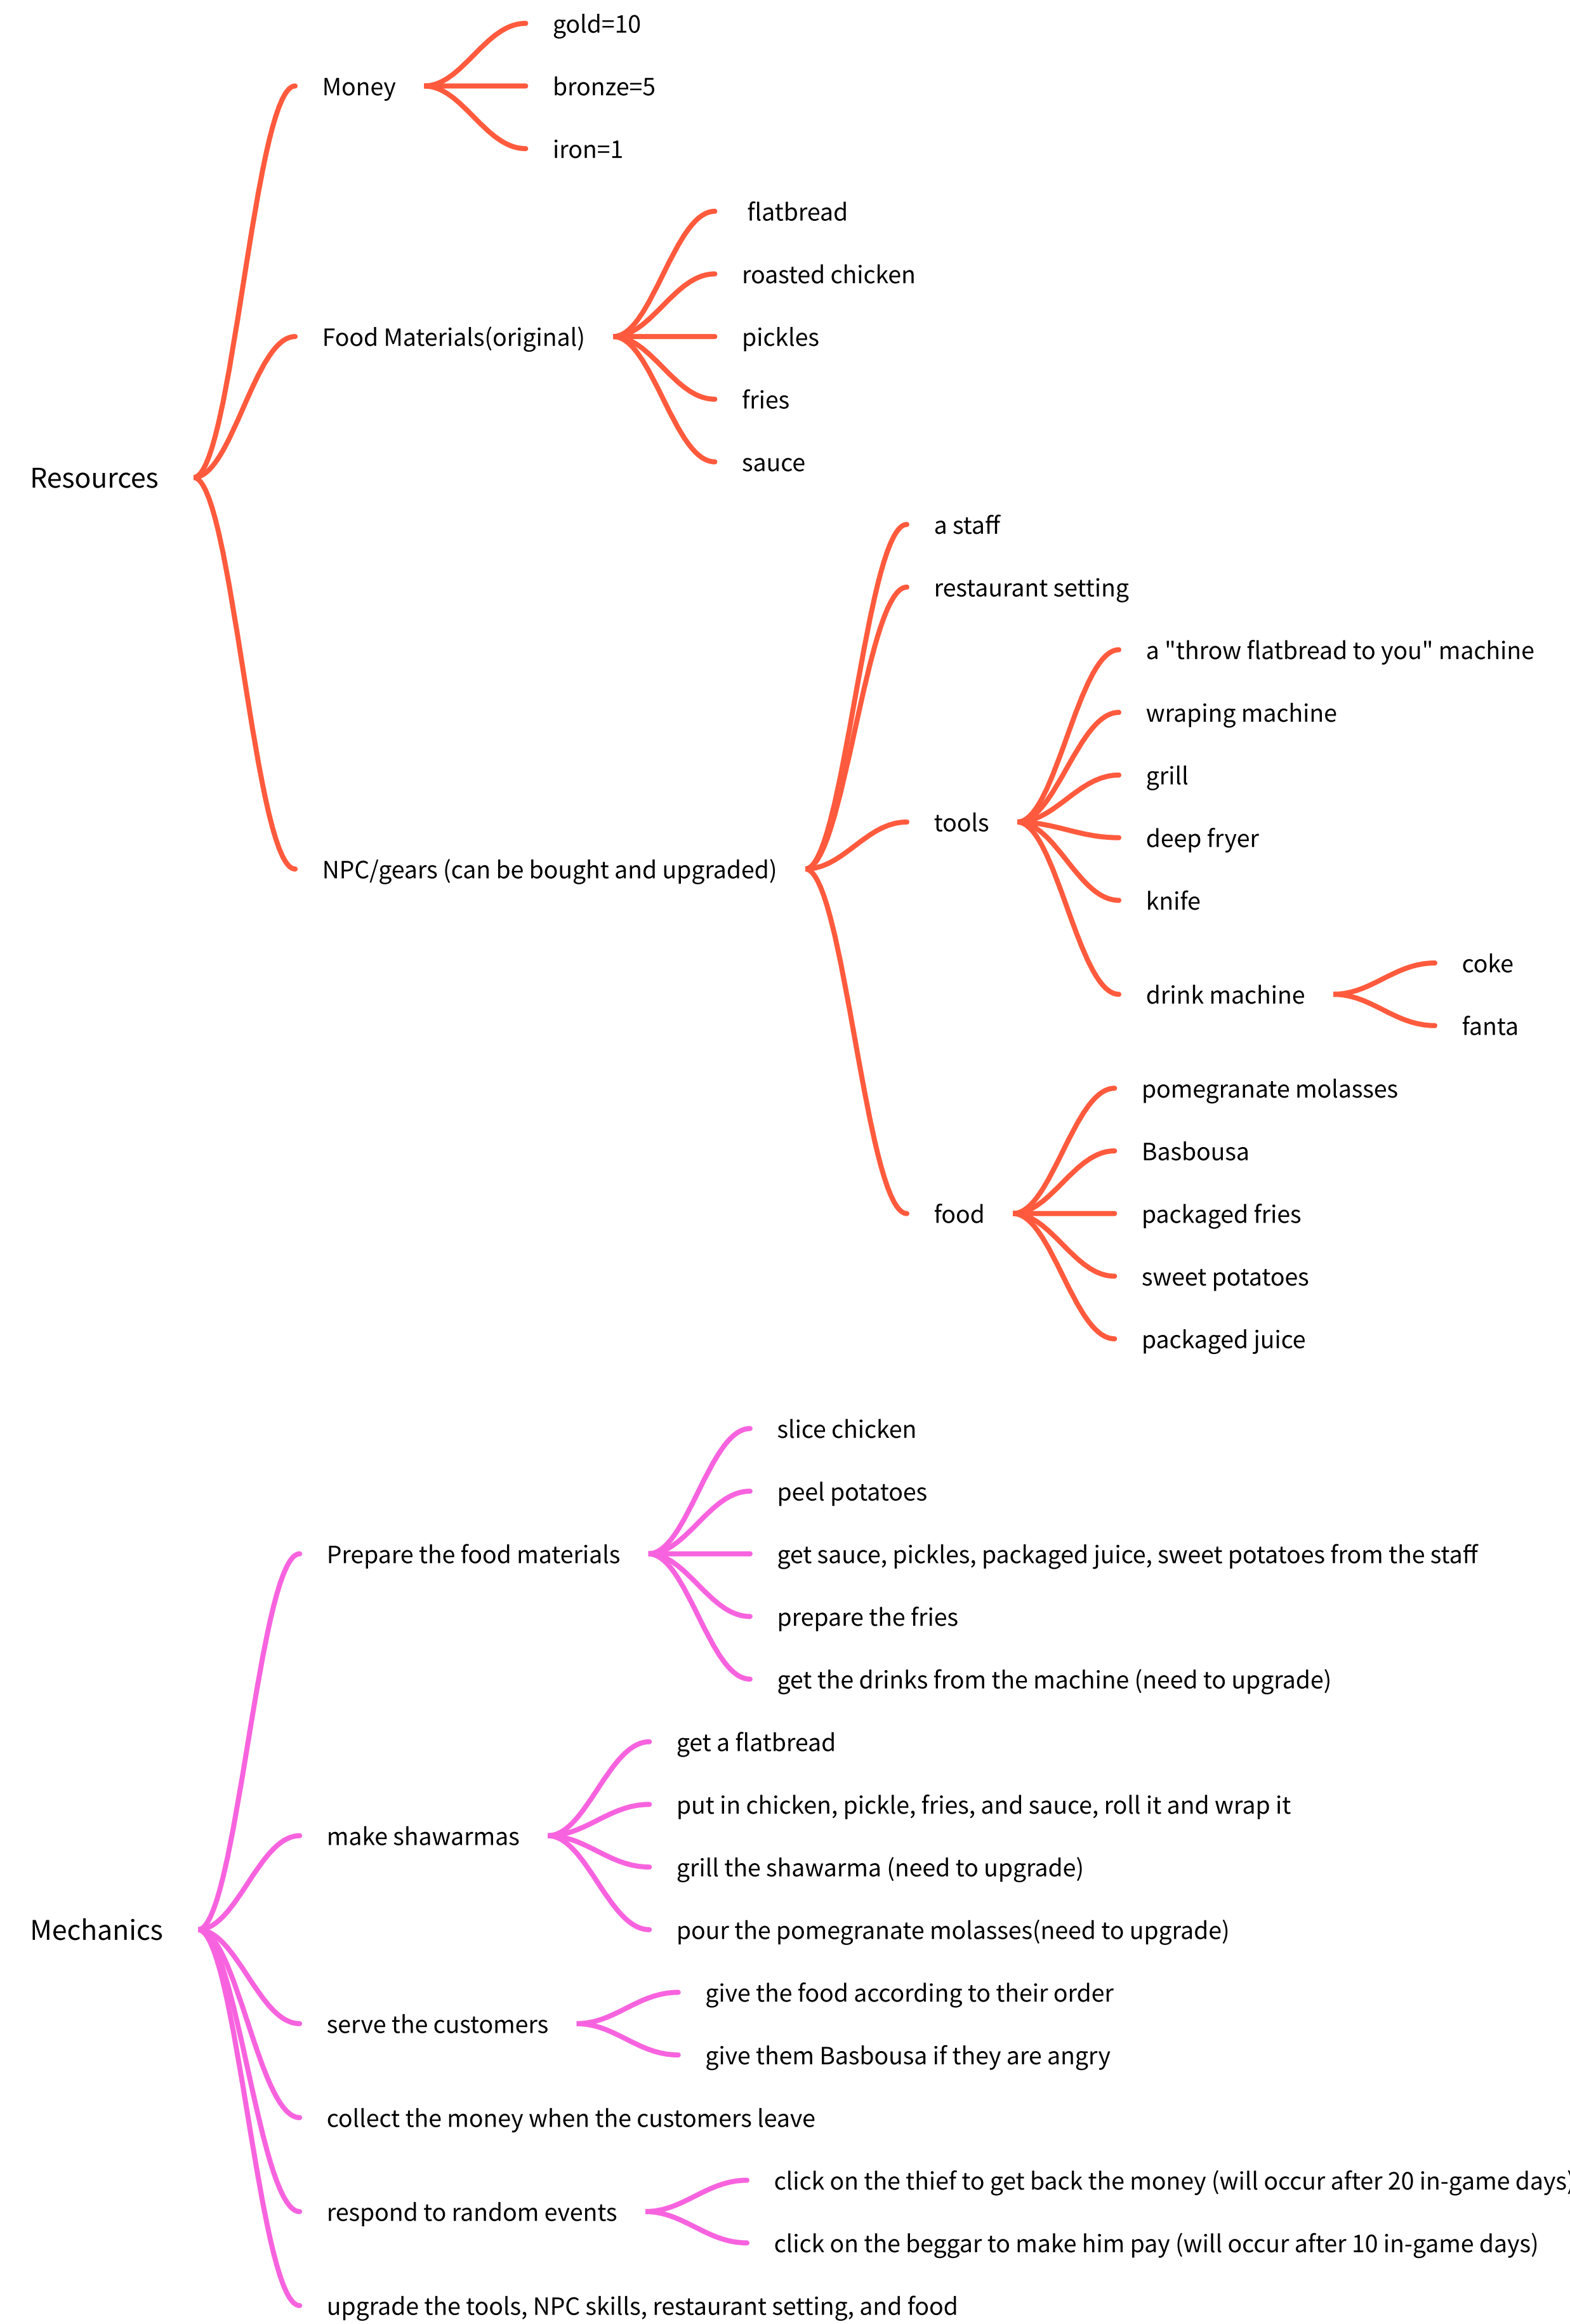 gold=10
Money
bronze=5
iron=1
flatbread
roasted chicken
Food Materials(original)
pickles
fries
sauce
Resources
a staff
restaurant setting
a "throw flatbread to you" machine
wraping machine
grill
tools
deep fryer
NPC/gears (can be bought and upgraded)
knife
coke
drink machine
fanta
pomegranate molasses
Basbousa
food
packaged fries
sweet potatoes
packaged juice
slice chicken
peel potatoes
Prepare the food materials
get sauce, pickles, packaged juice, sweet potatoes from the staff
prepare the fries
get the drinks from the machine (need to upgrade)
get a flatbread
put in chicken, pickle, fries, and sauce, roll it and wrap it
make shawarmas
grill the shawarma (need to upgrade)
Mechanics
pour the pomegranate molasses(need to upgrade)
give the food according to their order
serve the customers
give them Basbousa if they are angry
collect the money when the customers leave
click on the thief to get back the money (will occur after 20 in-game days)
respond to random events
click on the beggar to make him pay (will occur after 10 in-game days)
upgrade the tools, NPC skills, restaurant setting, and food